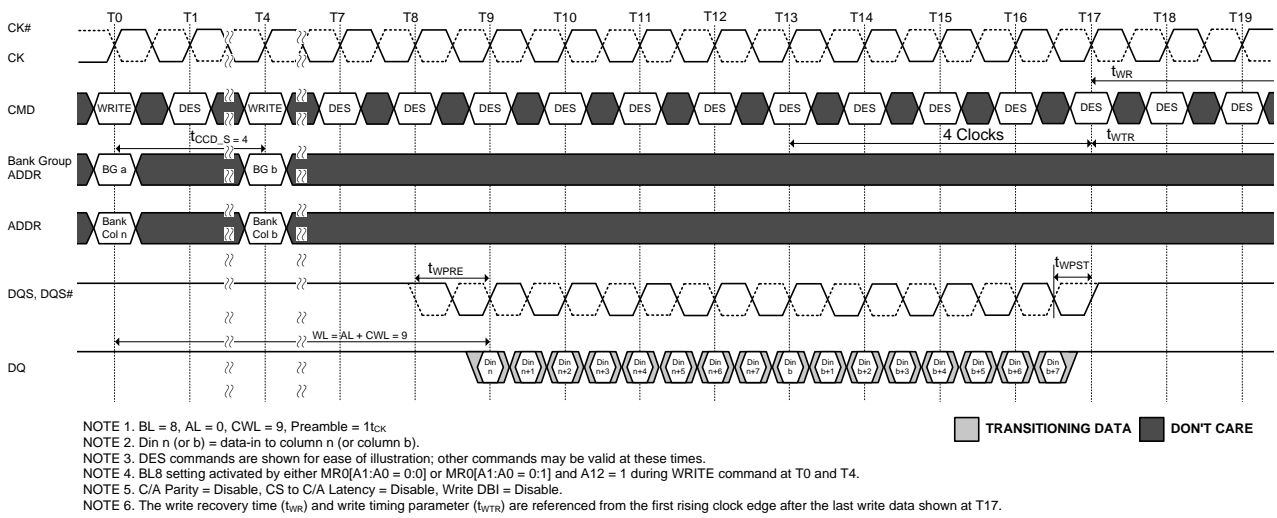 T0 T1 T4 T7 T8 T9 T10 T11 T12 T13 T14 T15 T16 T17 T18 T19
CK#
CK
tWR
CMD WRITE DES WRITE DES DES DES DES DES DES DES DES DES DES DES DES DES
tCCD_S = 4
4 Clocks
tWTR
Bank Group
ADDR
BG a BG b
ADDR
Bank
Col n
Bank
Col b
tWPRE
tWPST
DQS, DQS#
WL = AL + CWL = 9
DQ
Din
n
Din
n+1
Din
n+2
Din
n+3
Din
n+4
Din
n+5
Din
n+6
Din
n+7
Din
b
Din
b+1
Din
b+2
Din
b+3
Din
b+4
Din
b+5
Din
b+6
Din
b+7
NOTE 1. BL = 8, AL = 0, CWL = 9, Preamble = 1tCK
TRANSITIONING DATA DON'T CARE
NOTE 2. Din n (or b) = data-in to column n (or column b).
NOTE 3. DES commands are shown for ease of illustration; other commands may be valid at these times.
NOTE 4. BL8 setting activated by either MR0[A1:A0 = 0:0] or MR0[A1:A0 = 0:1] and A12 = 1 during WRITE command at T0 and T4.
NOTE 5. C/A Parity = Disable, CS to C/A Latency = Disable, Write DBI = Disable.
NOTE 6. The write recovery time (tWR) and write timing parameter (tWTR) are referenced from the first rising clock edge after the last write data shown at T17.